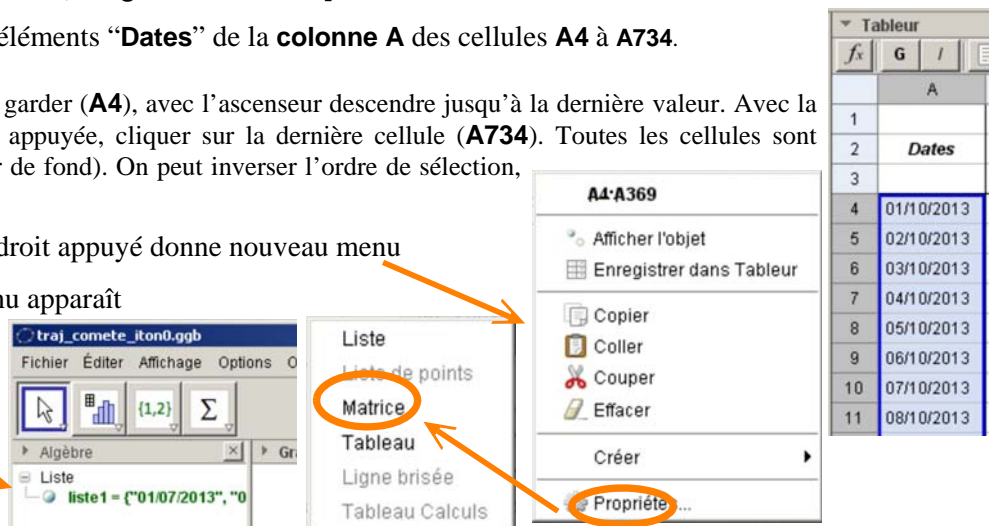 éléments “Dates” de la colonne A des cellules A4 à A734.
garder (A4), avec l’ascenseur descendre jusqu’à la dernière valeur. Avec la
appuyée, cliquer sur la dernière cellule (A734). Toutes les cellules sont
de fond). On peut inverser l’ordre de sélection,
droit appuyé donne nouveau menu
apparaît
traj_comete_iton0.ggb
Fichier Éditer Affichage Options O
{1,2} Σ
Algèbre
Liste
liste1 = {"01/07/2013", "0
Liste
Liste de points
Matrice
Tableau
Ligne brisée
Tableau Calculs
A4:A369
Afficher l'objet
Enregistrer dans Tableur
Copier
Coller
Couper
Effacer
Créer
Propriétés...
Tableur
fx G I
A
1
2 Dates
3
4 01/10/2013
5 02/10/2013
6 03/10/2013
7 04/10/2013
8 05/10/2013
9 06/10/2013
10 07/10/2013
11 08/10/2013